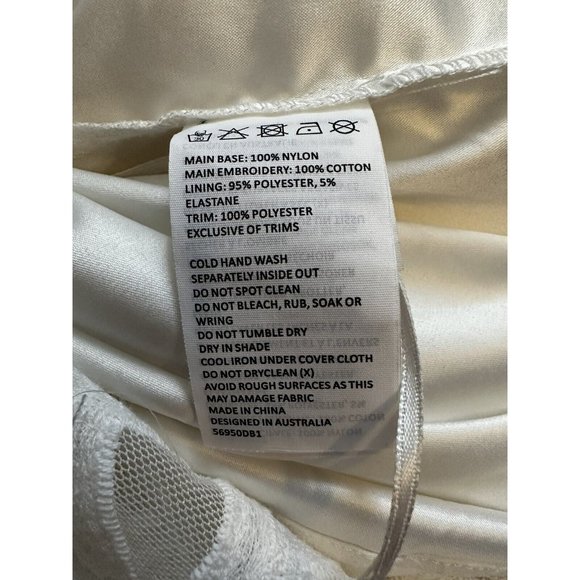 MAIN BASE: 100% NYLON
MAIN EMBROIDERY: 100% COTTON
LINING: 95% POLYESTER, 5%
ELASTANE
TRIM: 100% POLYESTER
EXCLUSIVE OF TRIMS
COLD HAND WASH
SEPARATELY INSIDE OUT
DO NOT SPOT CLEAN
DO NOT BLEACH, RUB, SOAK OR
WRING
DO NOT TUMBLE DRY
DRY IN SHADE
COOL IRON UNDER COVER CLOTH
DO NOT DRYCLEAN (X)
AVOID ROUGH SURFACES AS THIS
MAY DAMAGE FABRIC
MADE IN CHINA
DESIGNED IN AUSTRALIA
56950DB1